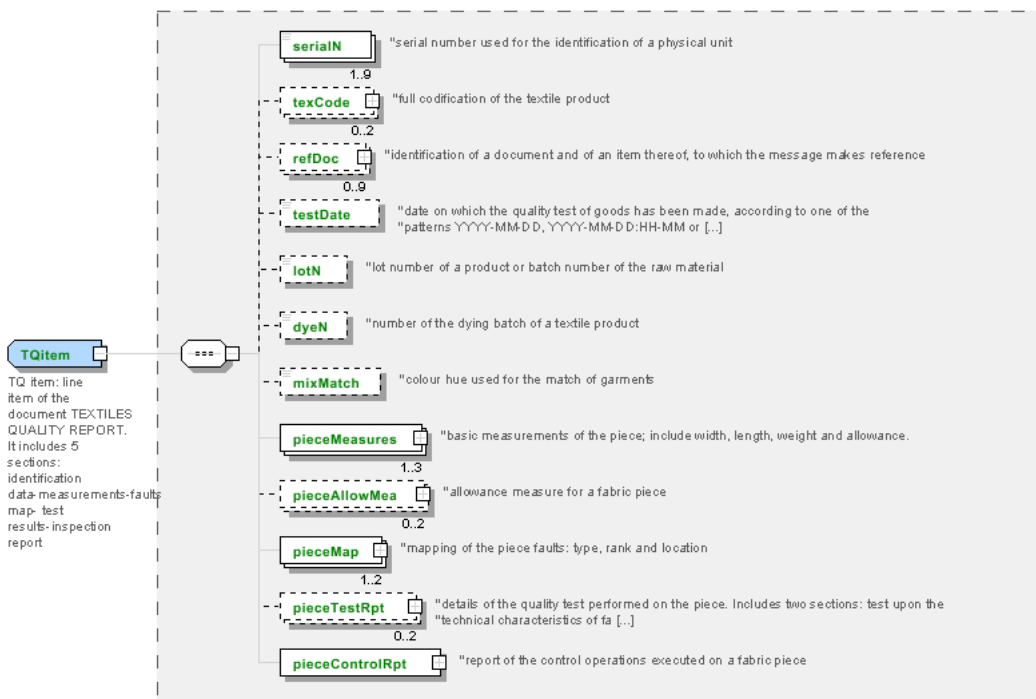 serialN
"serial number used for the identification of a physical unit
1..9
texCode
"full codification of the textile product
0..2
refDoc
"identification of a document and of an item thereof, to which the message makes reference
0..9
testDate
"date on which the quality test of goods has been made, according to one of the
"patterns YYYY-MM-DD, YYYY-MM-DD:HH-MM or [...]
lotN
"lot number of a product or batch number of the raw material
dyeN
"number of the dying batch of a textile product
TQitem
TQ item: line
item of the
document TEXTILES
QUALITY REPORT.
It includes 5
sections:
identification
data-measurements-faults
map- test
results-inspection
report
mixMatch
"colour hue used for the match of garments
pieceMeasures
"basic measurements of the piece; include width, length, weight and allowance.
1..3
pieceAllowMea
"allowance measure for a fabric piece
0..2
pieceMap
"mapping of the piece faults: type, rank and location
1..2
pieceTestRpt
"details of the quality test performed on the piece. Includes two sections: test upon the
"technical characteristics of fa [...]
0..2
pieceControlRpt
"report of the control operations executed on a fabric piece